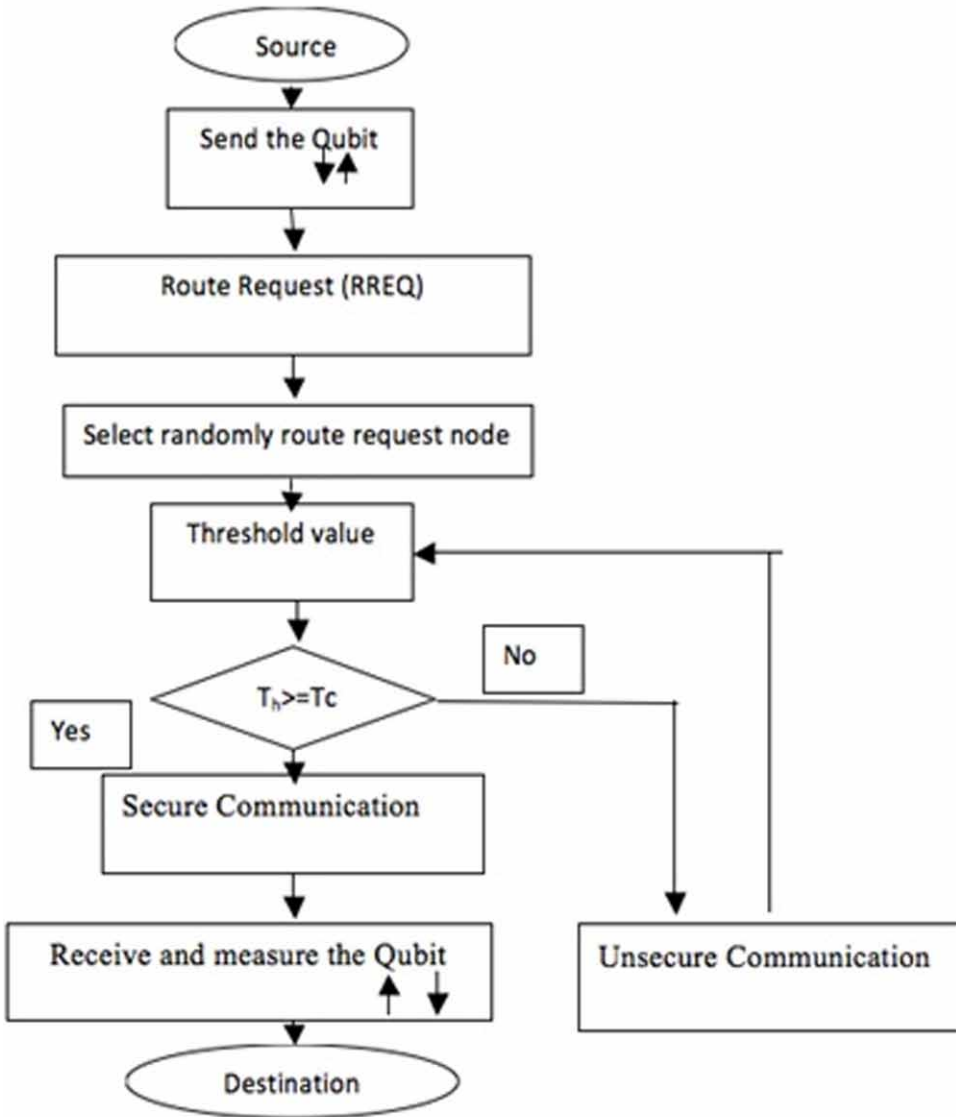 Source
Send the Qubit
Route Request (RREQ)
Select randomly route request node
Threshold value
No
Tₕ>=Tc
Yes
Secure Communication
Receive and measure the Qubit
Unsecure Communication
Destination